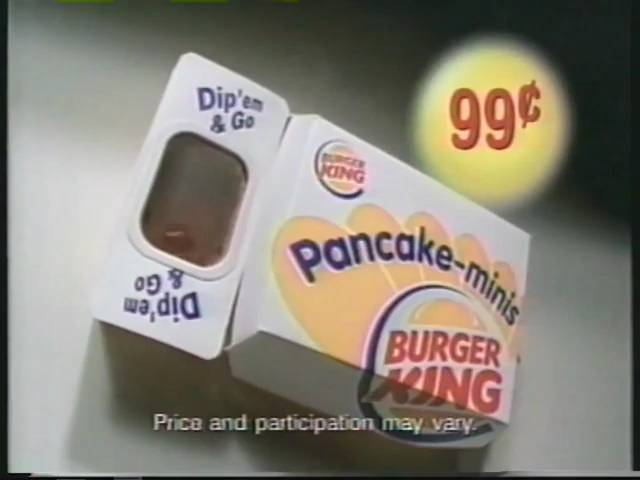 Dip'em
& Go
99¢
BURGER
KING
Pancake-minis
Dip'em
& Go
BURGER
KING
Price and participation may vary.